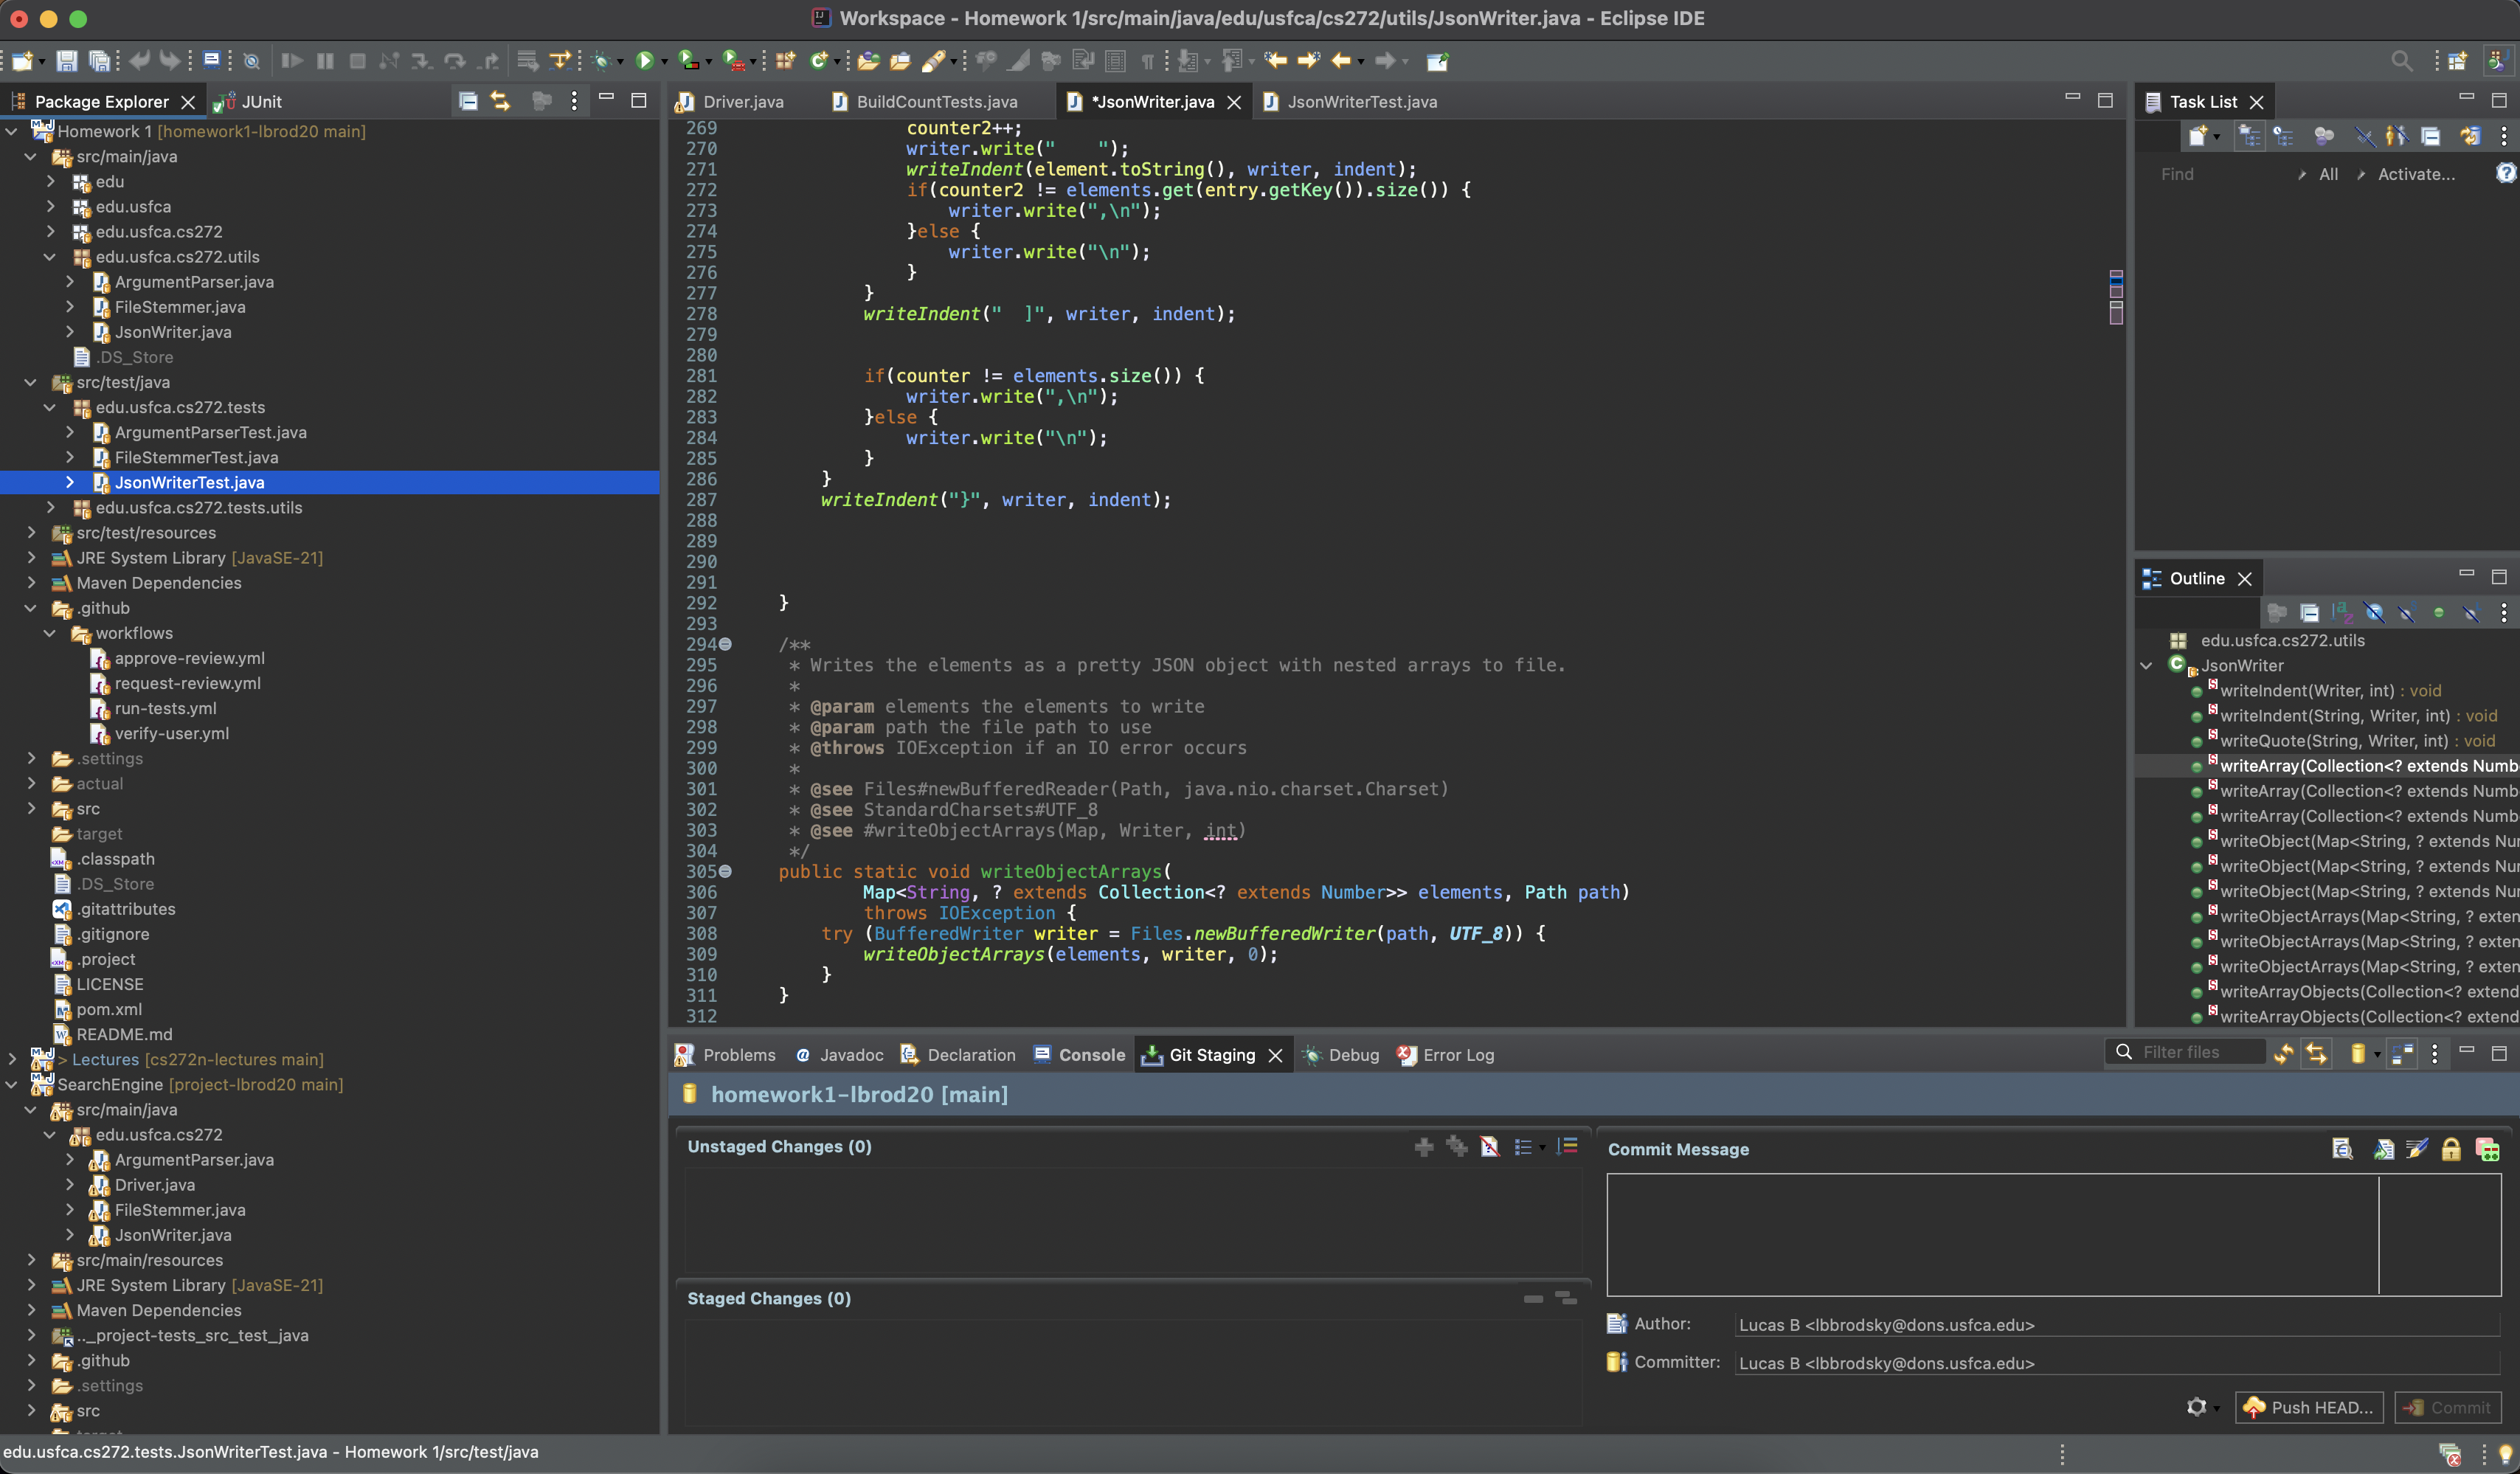 Workspace - Homework 1/src/main/java/edu/usfca/cs272/utils/JsonWriter.java - Eclipse IDE
Package Explorer
JUnit
Homework 1 [homework1-lbrod20 main]
src/main/java
edu
edu.usfca
edu.usfca.cs272
edu.usfca.cs272.utils
ArgumentParser.java
FileStemmer.java
JsonWriter.java
.DS_Store
src/test/java
edu.usfca.cs272.tests
ArgumentParserTest.java
FileStemmerTest.java
JsonWriterTest.java
edu.usfca.cs272.tests.utils
src/test/resources
JRE System Library [JavaSE-21]
Maven Dependencies
.github
workflows
approve-review.yml
request-review.yml
run-tests.yml
verify-user.yml
.settings
actual
src
target
.classpath
.DS_Store
.gitattributes
.gitignore
.project
LICENSE
pom.xml
README.md
> Lectures [cs272n-lectures main]
SearchEngine [project-lbrod20 main]
src/main/java
edu.usfca.cs272
ArgumentParser.java
Driver.java
FileStemmer.java
JsonWriter.java
src/main/resources
JRE System Library [JavaSE-21]
Maven Dependencies
.._project-tests_src_test_java
.github
.settings
src
Driver.java
BuildCountTests.java
*JsonWriter.java
JsonWriterTest.java
269 counter2++;
270 writer.write("    ");
271 writeIndent(element.toString(), writer, indent);
272 if(counter2 != elements.get(entry.getKey()).size()) {
273 writer.write(",\n");
274 }else {
275 writer.write("\n");
276 }
277 }
278 writeIndent("  ]", writer, indent);
279
280
281 if(counter != elements.size()) {
282 writer.write(",\n");
283 }else {
284 writer.write("\n");
285 }
286 }
287 writeIndent("}", writer, indent);
288
289
290
291
292 }
293
294 /**
295 * Writes the elements as a pretty JSON object with nested arrays to file.
296 *
297 * @param elements the elements to write
298 * @param path the file path to use
299 * @throws IOException if an IO error occurs
300 *
301 * @see Files#newBufferedReader(Path, java.nio.charset.Charset)
302 * @see StandardCharsets#UTF_8
303 * @see #writeObjectArrays(Map, Writer, int)
304 */
305 public static void writeObjectArrays(
306 Map<String, ? extends Collection<? extends Number>> elements, Path path)
307 throws IOException {
308 try (BufferedWriter writer = Files.newBufferedWriter(path, UTF_8)) {
309 writeObjectArrays(elements, writer, 0);
310 }
311 }
312
Task List
Find
All
Activate...
Outline
edu.usfca.cs272.utils
JsonWriter
writeIndent(Writer, int) : void
writeIndent(String, Writer, int) : void
writeQuote(String, Writer, int) : void
writeArray(Collection<? extends Numb
writeArray(Collection<? extends Numb
writeArray(Collection<? extends Numb
writeObject(Map<String, ? extends Nur
writeObject(Map<String, ? extends Nur
writeObject(Map<String, ? extends Nur
writeObjectArrays(Map<String, ? exten
writeObjectArrays(Map<String, ? exten
writeObjectArrays(Map<String, ? exten
writeArrayObjects(Collection<? extend
writeArrayObjects(Collection<? extend
Problems
Javadoc
Declaration
Console
Git Staging
Debug
Error Log
Filter files
homework1-lbrod20 [main]
Unstaged Changes (0)
Staged Changes (0)
Commit Message
Author: Lucas B <lbbrodsky@dons.usfca.edu>
Committer: Lucas B <lbbrodsky@dons.usfca.edu>
Push HEAD...
Commit
edu.usfca.cs272.tests.JsonWriterTest.java - Homework 1/src/test/java